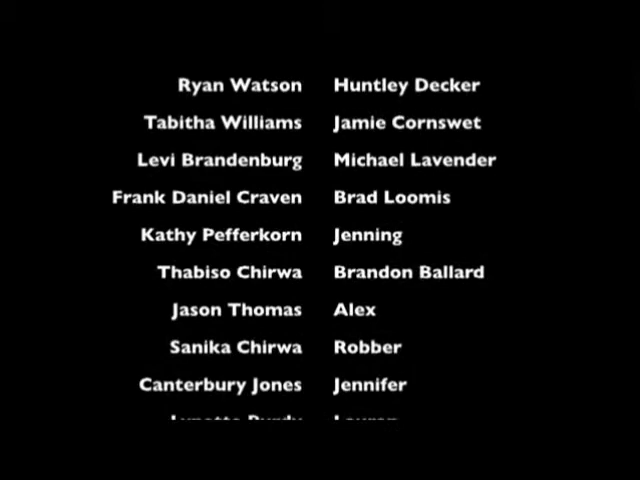 Ryan Watson Huntley Decker
Tabitha Williams Jamie Cornswet
Levi Brandenburg Michael Lavender
Frank Daniel Craven Brad Loomis
Kathy Pefferkorn Jenning
Thabiso Chirwa Brandon Ballard
Jason Thomas Alex
Sanika Chirwa Robber
Canterbury Jones Jennifer